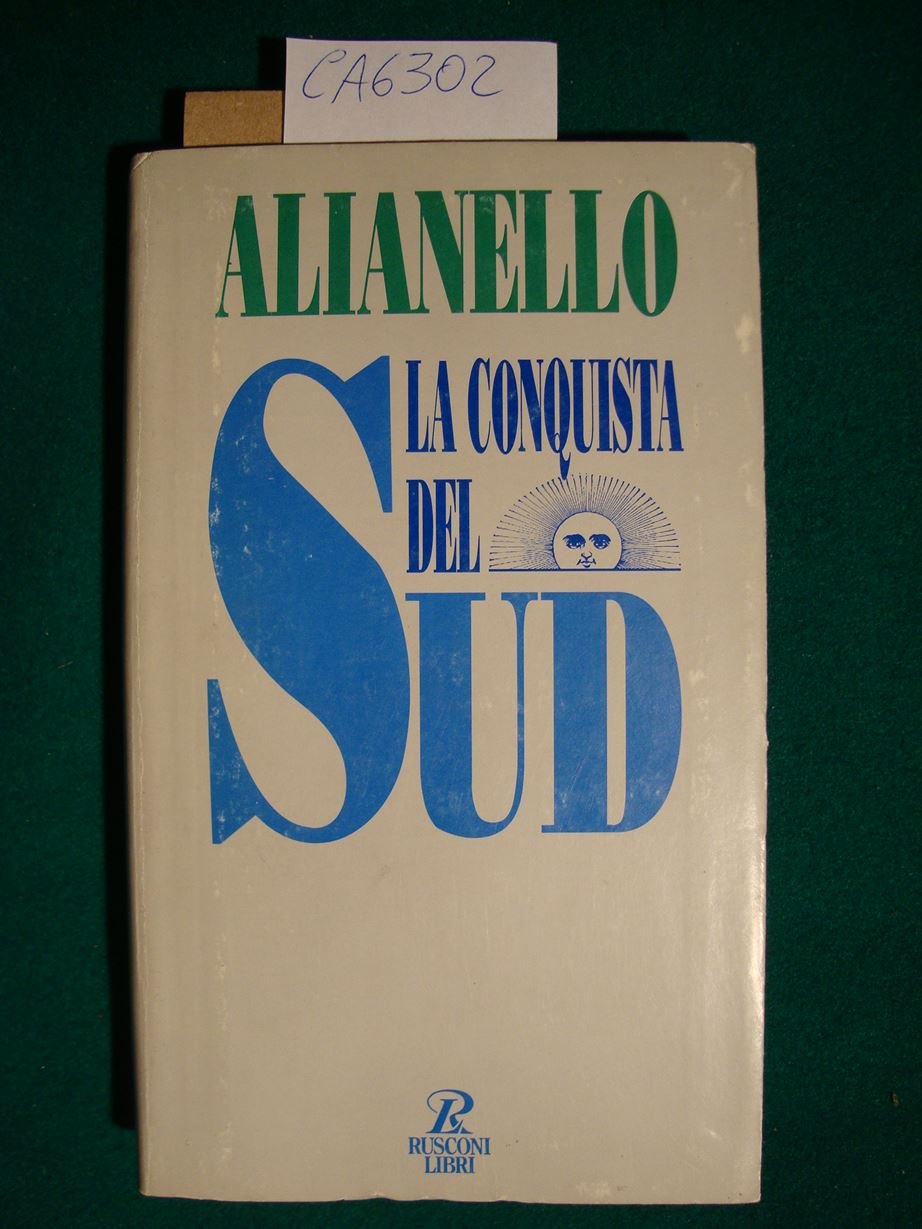 CA6302
ALIANELLO
LA CONQUISTA
DEL
SUD
RUSCONI
LIBRI